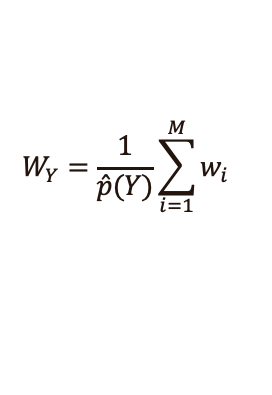 $W_Y = \frac{1}{\hat{p}(Y)} \sum_{i=1}^{M} w_i$